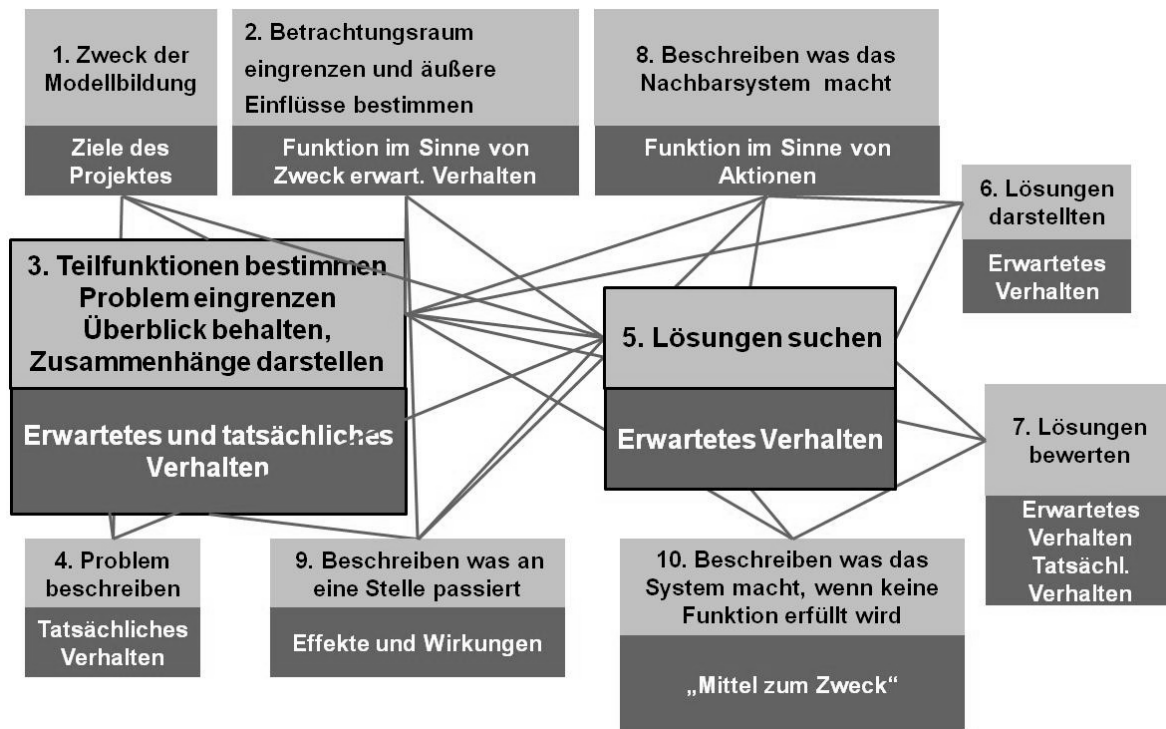 1. Zweck der
Modellbildung
Ziele des
Projektes
2. Betrachtungsraum
eingrenzen und äußere
Einflüsse bestimmen
Funktion im Sinne von
Zweck erwart. Verhalten
8. Beschreiben was das
Nachbarsystem macht
Funktion im Sinne von
Aktionen
6. Lösungen
darstellten
Erwartetes
Verhalten
3. Teilfunktionen bestimmen
Problem eingrenzen
Überblick behalten,
Zusammenhänge darstellen
Erwartetes und tatsächliches
Verhalten
5. Lösungen suchen
Erwartetes Verhalten
7. Lösungen
bewerten
Erwartetes
Verhalten
Tatsächl.
Verhalten
4. Problem
beschreiben
Tatsächliches
Verhalten
9. Beschreiben was an
eine Stelle passiert
Effekte und Wirkungen
10. Beschreiben was das
System macht, wenn keine
Funktion erfüllt wird
„Mittel zum Zweck“